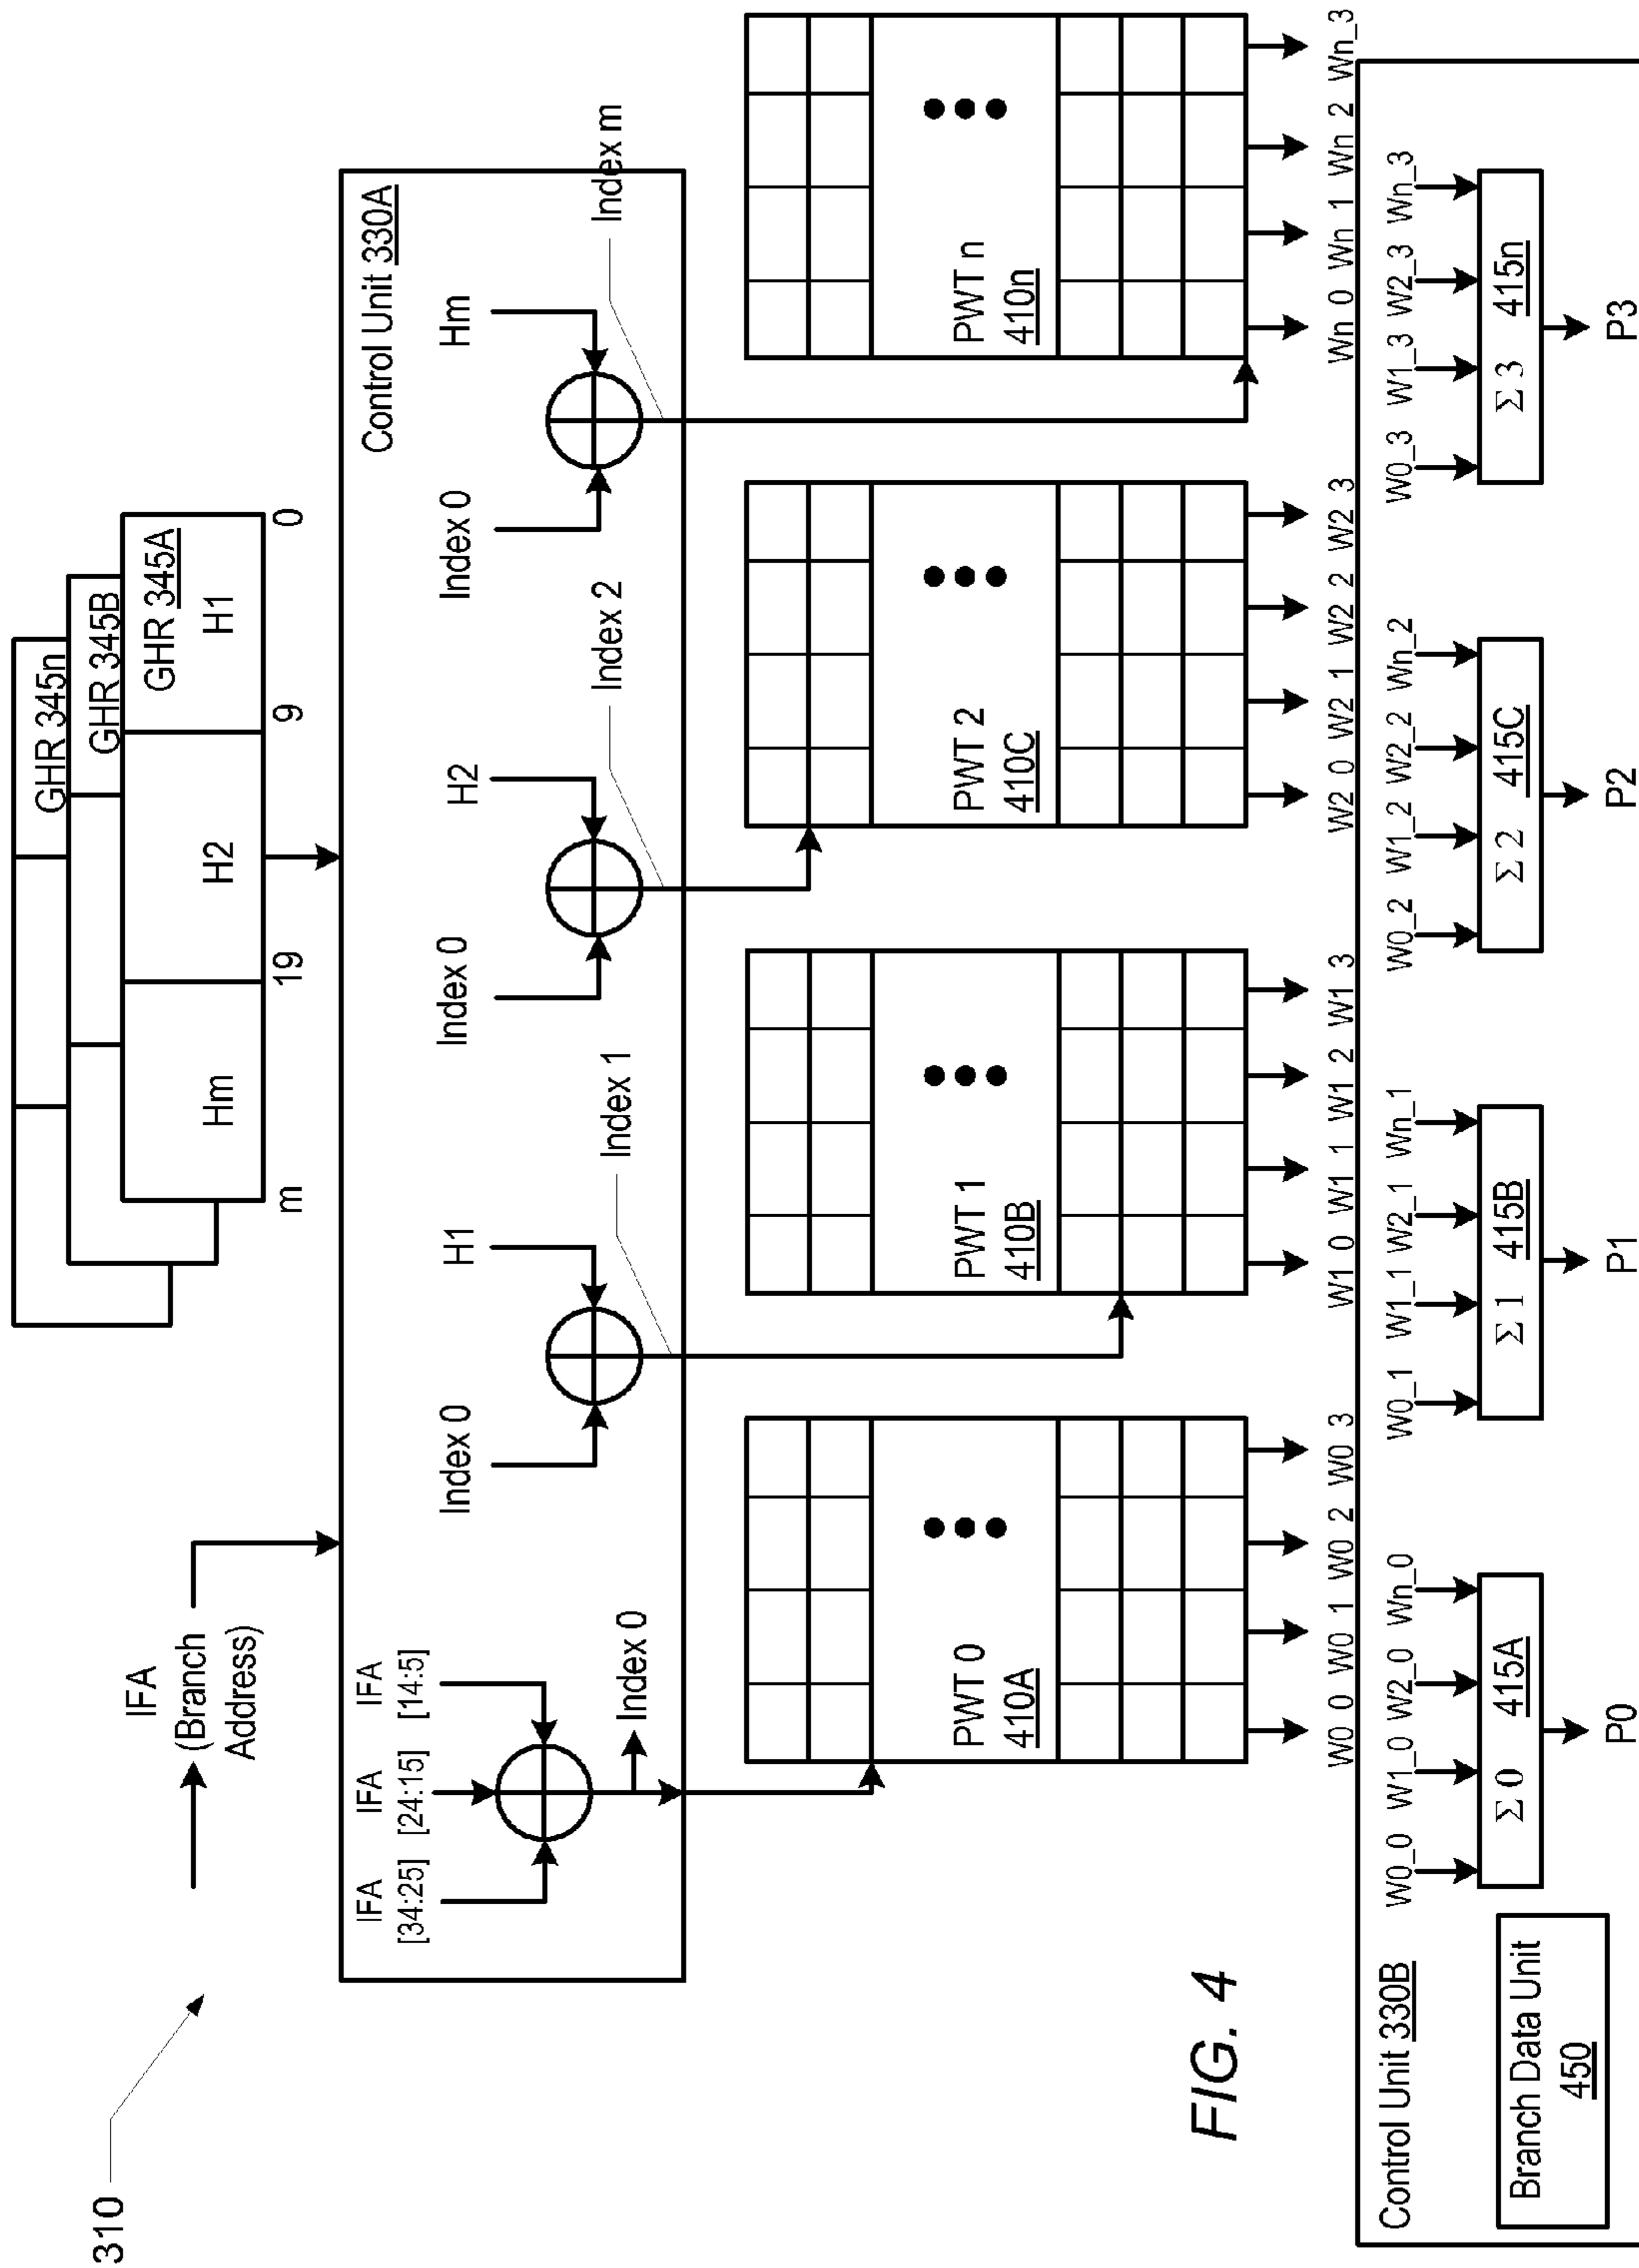 310
IFA
(Branch
Address)
GHR 345n
GHR 345B
GHR 345A
Hm
H2
H1
m
19
9
0
Control Unit 330A
IFA
[34:25]
IFA
[24:15]
IFA
[14:5]
Index 0
Index 0
H1
Index 1
Index 0
H2
Index 2
Index 0
Hm
Index m
PWT 0
410A
PWT 1
410B
PWT 2
410C
PWT n
410n
W0 0 W0 1 W0 2 W0 3
W1 0 W1 1 W1 2 W1 3
W2 0 W2 1 W2 2 W2 3
Wn 0 Wn 1 Wn 2 Wn_3
FIG. 4
Control Unit 330B
Branch Data Unit
450
W0_0 W1_0 W2_0 Wn_0
Σ 0 415A
P0
W0_1 W1_1 W2_1 Wn_1
Σ 1 415B
P1
W0_2 W1_2 W2_2 Wn_2
Σ 2 415C
P2
W0_3 W1_3 W2_3 Wn_3
Σ 3 415n
P3